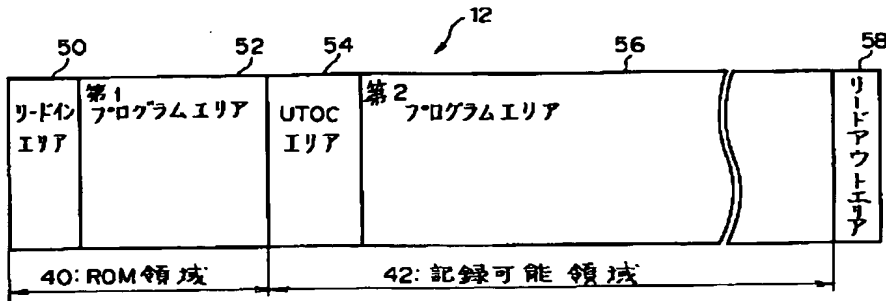 12
50
52
54
56
58
リードイン
エリア
第1
プログラムエリア
UTOC
エリア
第2
プログラムエリア
リードアウトエリア
40:ROM領域
42:記録可能領域